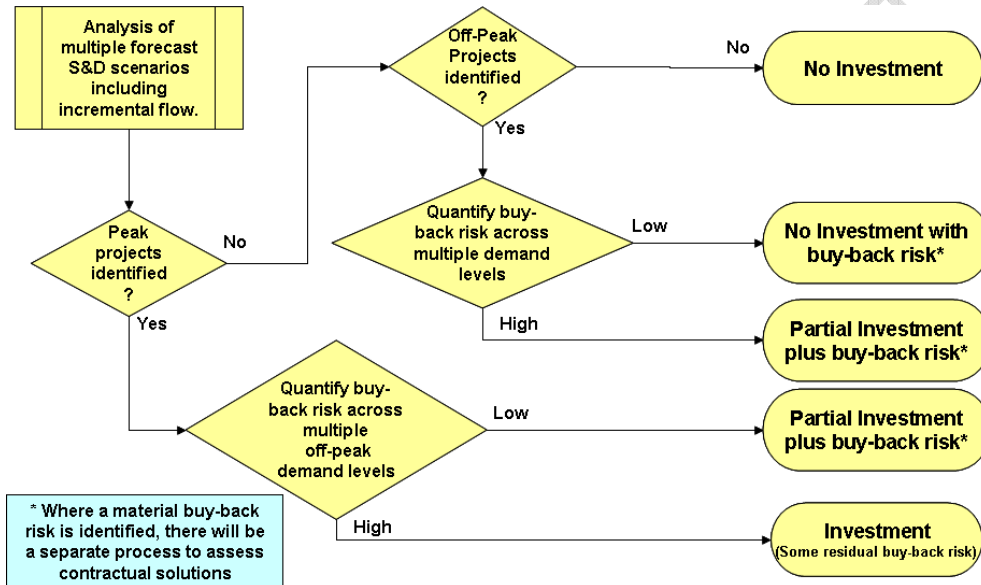 Analysis of
multiple forecast
S&D scenarios
including
incremental flow.
Off-Peak
Projects
identified
?
No
No Investment
Yes
Peak
projects
identified
?
No
Quantify buy-
back risk across
multiple demand
levels
Low
No Investment with
buy-back risk*
High
Partial Investment
plus buy-back risk*
Yes
Quantify buy-
back risk across
multiple
off-peak
demand levels
Low
Partial Investment
plus buy-back risk*
High
Investment
(Some residual buy-back risk)
* Where a material buy-back
risk is identified, there will be
a separate process to assess
contractual solutions